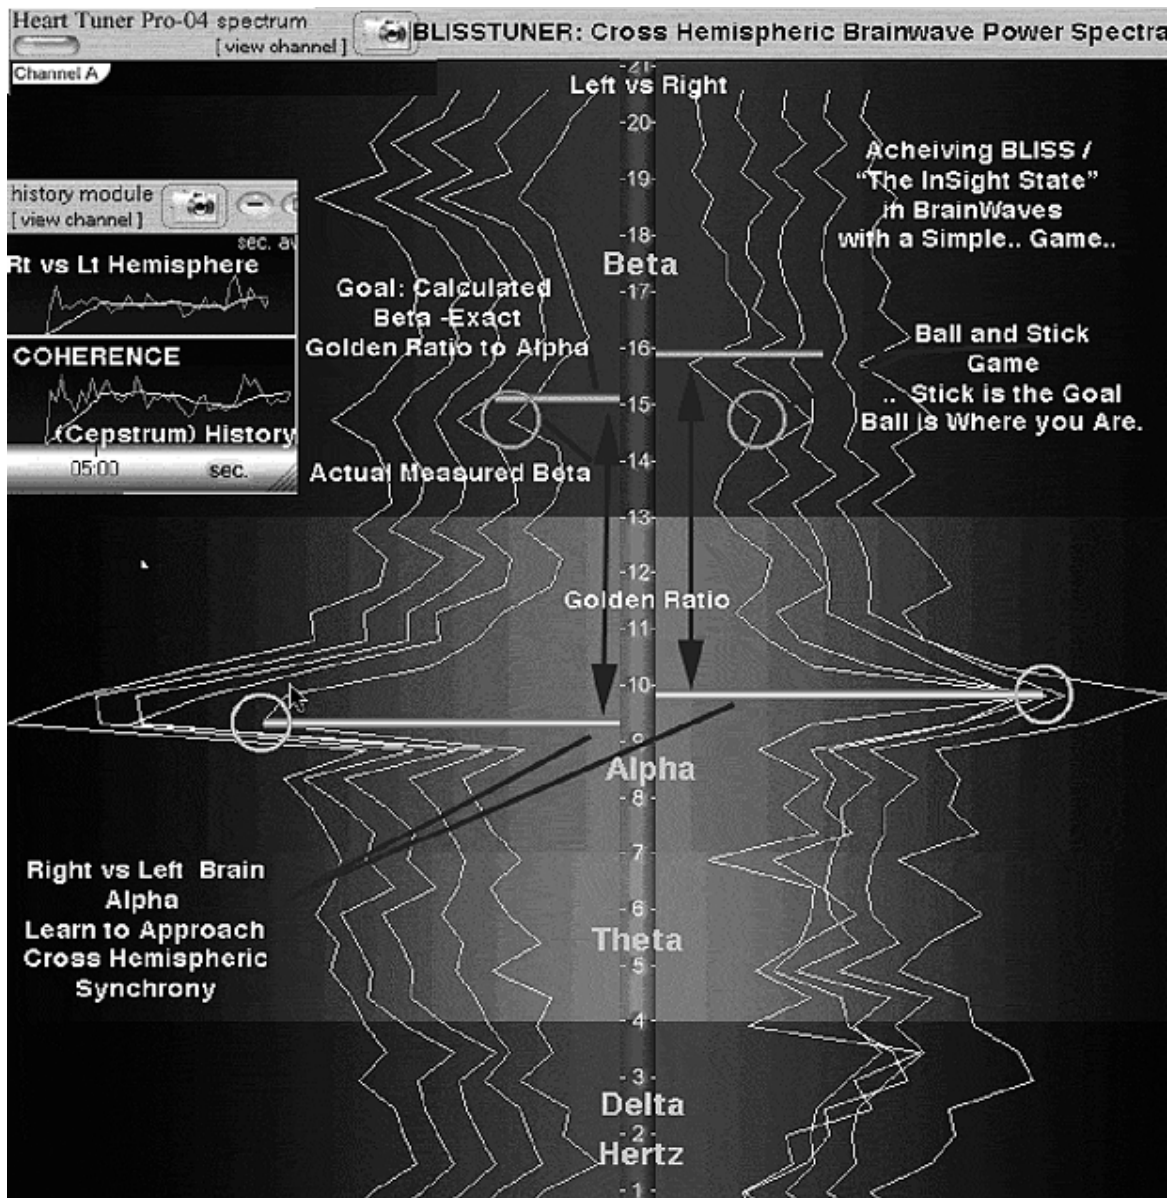 Heart Tuner Pro-04 spectrum
[ view channel ]
BLISSTUNER: Cross Hemispheric Brainwave Power Spectra
Channel A
Left vs Right
Acheiving BLISS /
“The InSight State”
in BrainWaves
with a Simple.. Game..
history module
[ view channel ]
sec. av
Rt vs Lt Hemisphere
COHERENCE
(Cepstrum) History
05:00 sec.
Goal: Calculated
Beta -Exact
Golden Ratio to Alpha
Actual Measured Beta
Ball and Stick
Game
.. Stick is the Goal
Ball is Where you Are.
Golden Ratio
Right vs Left Brain
Alpha
Learn to Approach
Cross Hemispheric
Synchrony
-21-
-20-
-19-
-18-
Beta
-17-
-16-
-15-
-14-
-13-
-12-
-11-
-10-
-9-
Alpha
-8-
-7-
-6-
Theta
-5-
-4-
-3-
Delta
-2-
Hertz
-1-